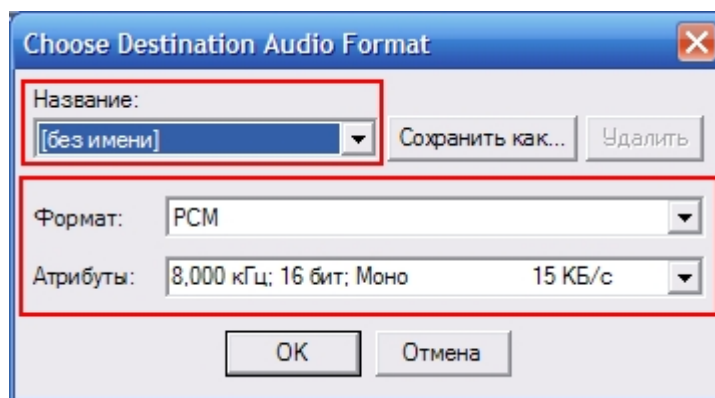 Choose Destination Audio Format
Название:
[без имени] Сохранить как... Удалить
Формат: PCM
Атрибуты: 8,000 кГц; 16 бит; Моно 15 КБ/с
OK Отмена